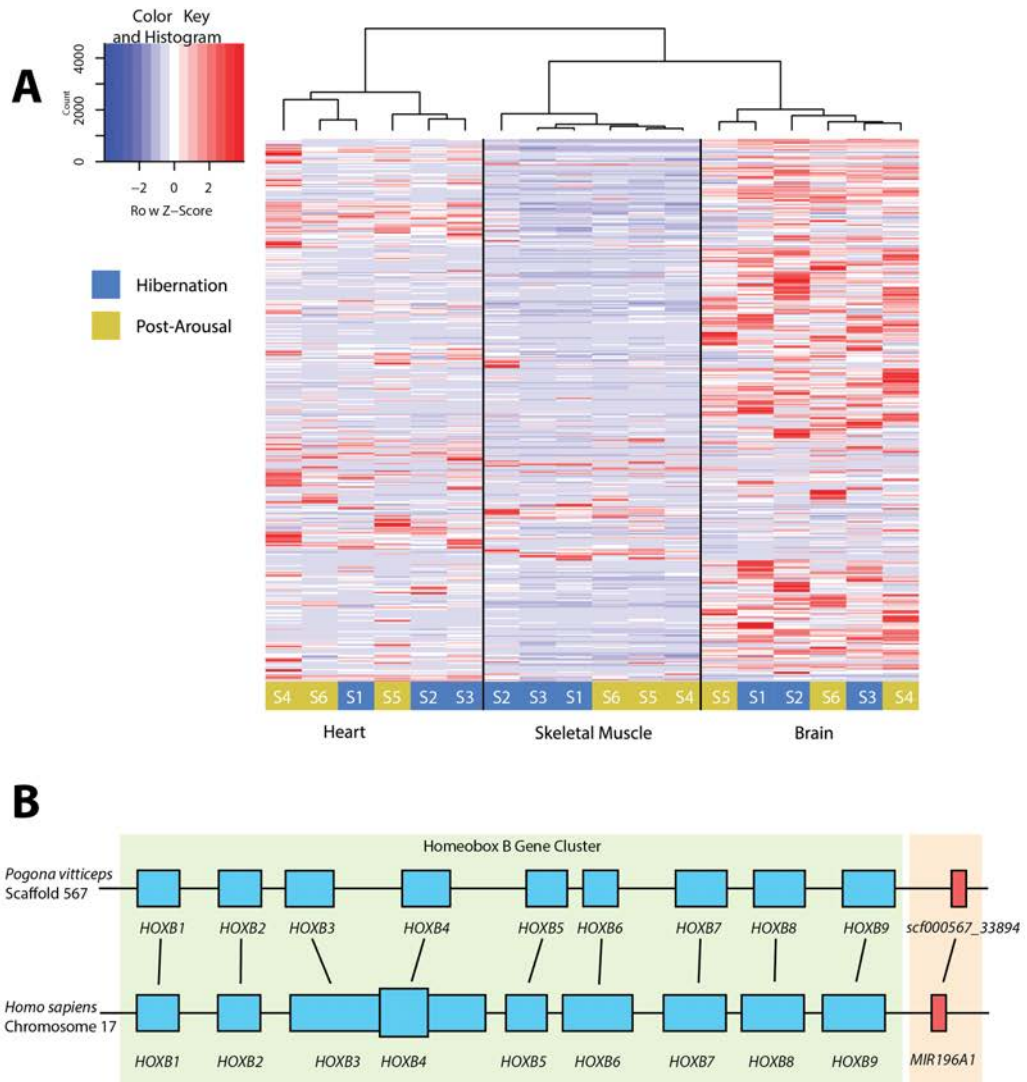 A
Color Key
and Histogram
Count
0 2000 4000
−2 0 2
Ro w Z−Score
Hibernation
Post-Arousal
S4 S6 S1 S5 S2 S3 S2 S3 S1 S6 S5 S4 S5 S1 S2 S6 S3 S4
Heart Skeletal Muscle Brain
B
Homeobox B Gene Cluster
Pogona vitticeps
Scaffold 567
HOXB1 HOXB2 HOXB3 HOXB4 HOXB5 HOXB6 HOXB7 HOXB8 HOXB9 scf000567_33894
Homo sapiens
Chromosome 17
HOXB1 HOXB2 HOXB3 HOXB4 HOXB5 HOXB6 HOXB7 HOXB8 HOXB9 MIR196A1